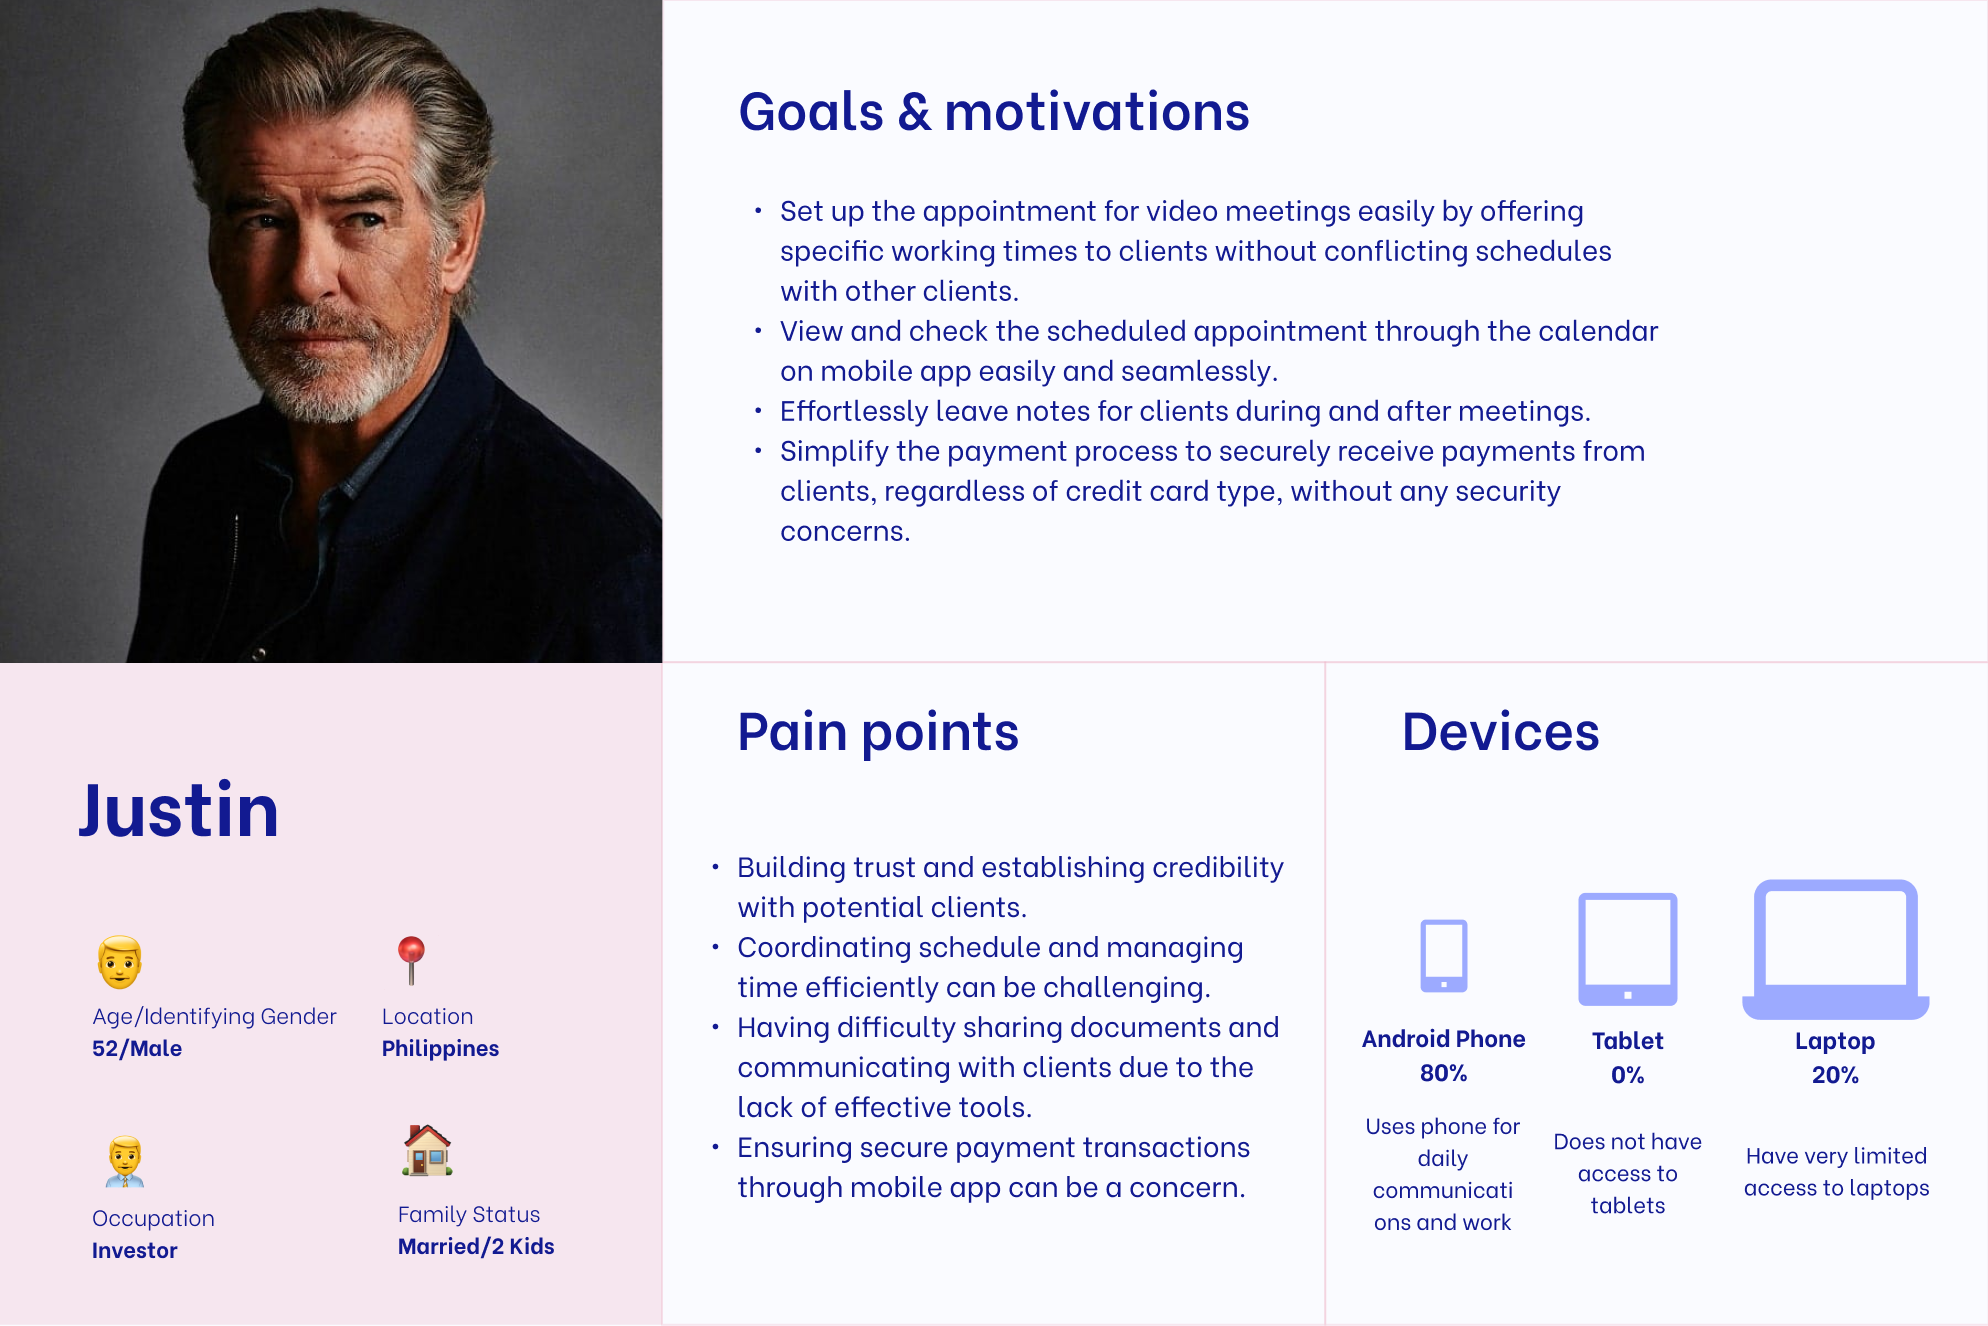 Goals & motivations
• Set up the appointment for video meetings easily by offering
specific working times to clients without conflicting schedules
with other clients.
• View and check the scheduled appointment through the calendar
on mobile app easily and seamlessly.
• Effortlessly leave notes for clients during and after meetings.
• Simplify the payment process to securely receive payments from
clients, regardless of credit card type, without any security
concerns.
Justin
Age/Identifying Gender
52/Male
Location
Philippines
Occupation
Investor
Family Status
Married/2 Kids
Pain points
• Building trust and establishing credibility
with potential clients.
• Coordinating schedule and managing
time efficiently can be challenging.
• Having difficulty sharing documents and
communicating with clients due to the
lack of effective tools.
• Ensuring secure payment transactions
through mobile app can be a concern.
Devices
Android Phone
80%
Uses phone for
daily
communicati
ons and work
Tablet
0%
Does not have
access to
tablets
Laptop
20%
Have very limited
access to laptops